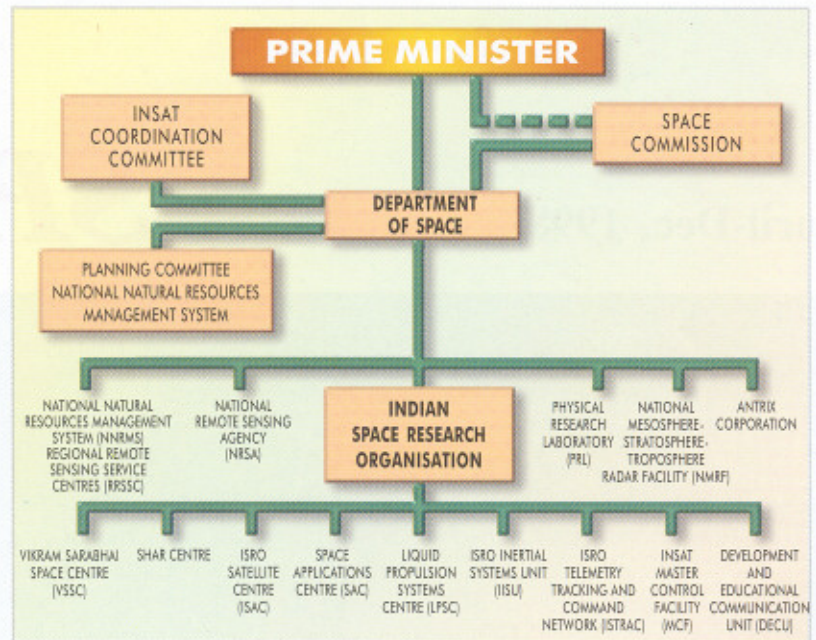 PRIME MINISTER
INSAT
COORDINATION
COMMITTEE
SPACE
COMMISSION
DEPARTMENT
OF SPACE
PLANNING COMMITTEE
NATIONAL NATURAL RESOURCES
MANAGEMENT SYSTEM
NATIONAL NATURAL
RESOURCES MANAGEMENT
SYSTEM (NNRMS)
REGIONAL REMOTE
SENSING SERVICE
CENTRES (RRSSC)
NATIONAL
REMOTE SENSING
AGENCY
(NRSA)
INDIAN
SPACE RESEARCH
ORGANISATION
PHYSICAL
RESEARCH
LABORATORY
(PRL)
NATIONAL
MESOSPHERE-
STRATOSPHERE-
TROPOSPHERE
RADAR FACILITY (NMRF)
ANTRIX
CORPORATION
VIKRAM SARABHAI
SPACE CENTRE
(VSSC)
SHAR CENTRE
ISRO
SATELLITE
CENTRE
(ISAC)
SPACE
APPLICATIONS
CENTRE (SAC)
LIQUID
PROPULSION
SYSTEMS
CENTRE (LPSC)
ISRO INERTIAL
SYSTEMS UNIT
(IISU)
ISRO
TELEMETRY
TRACKING AND
COMMAND
NETWORK (ISTRAC)
INSAT
MASTER
CONTROL
FACILITY
(MCF)
DEVELOPMENT
AND
EDUCATIONAL
COMMUNICATION
UNIT (DECU)